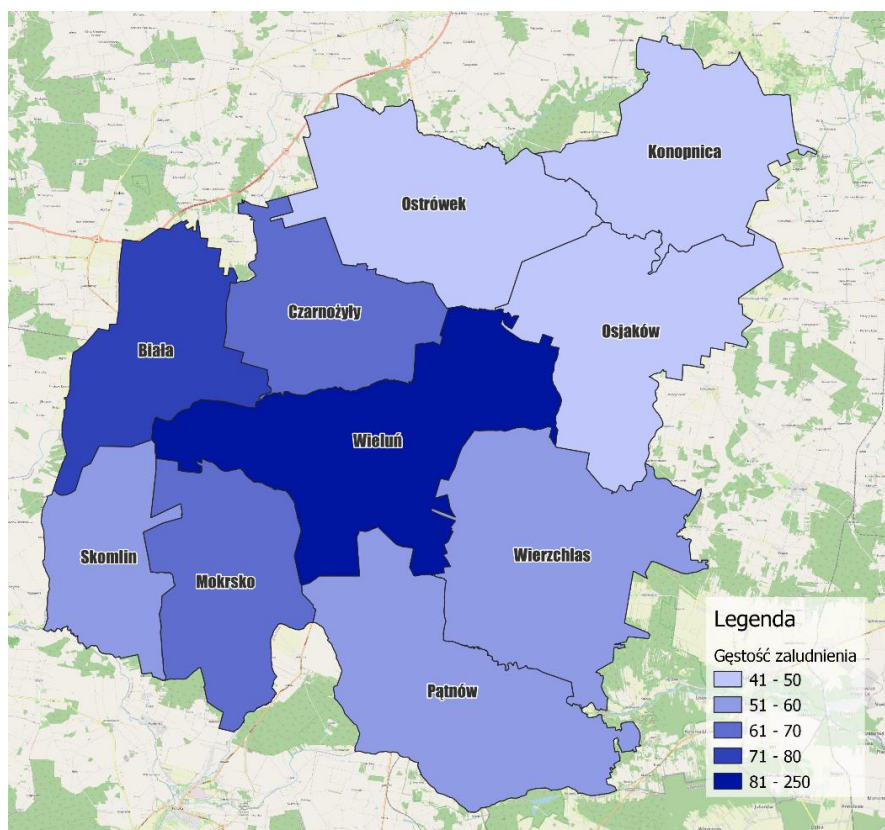 Konopnica
Ostrówek
Czarnożyły
Osjaków
Biała
Wieluń
Skomlin
Mokrsko
Wierzchlas
Pątnów
Legenda
Gęstość zaludnienia
41 - 50
51 - 60
61 - 70
71 - 80
81 - 250